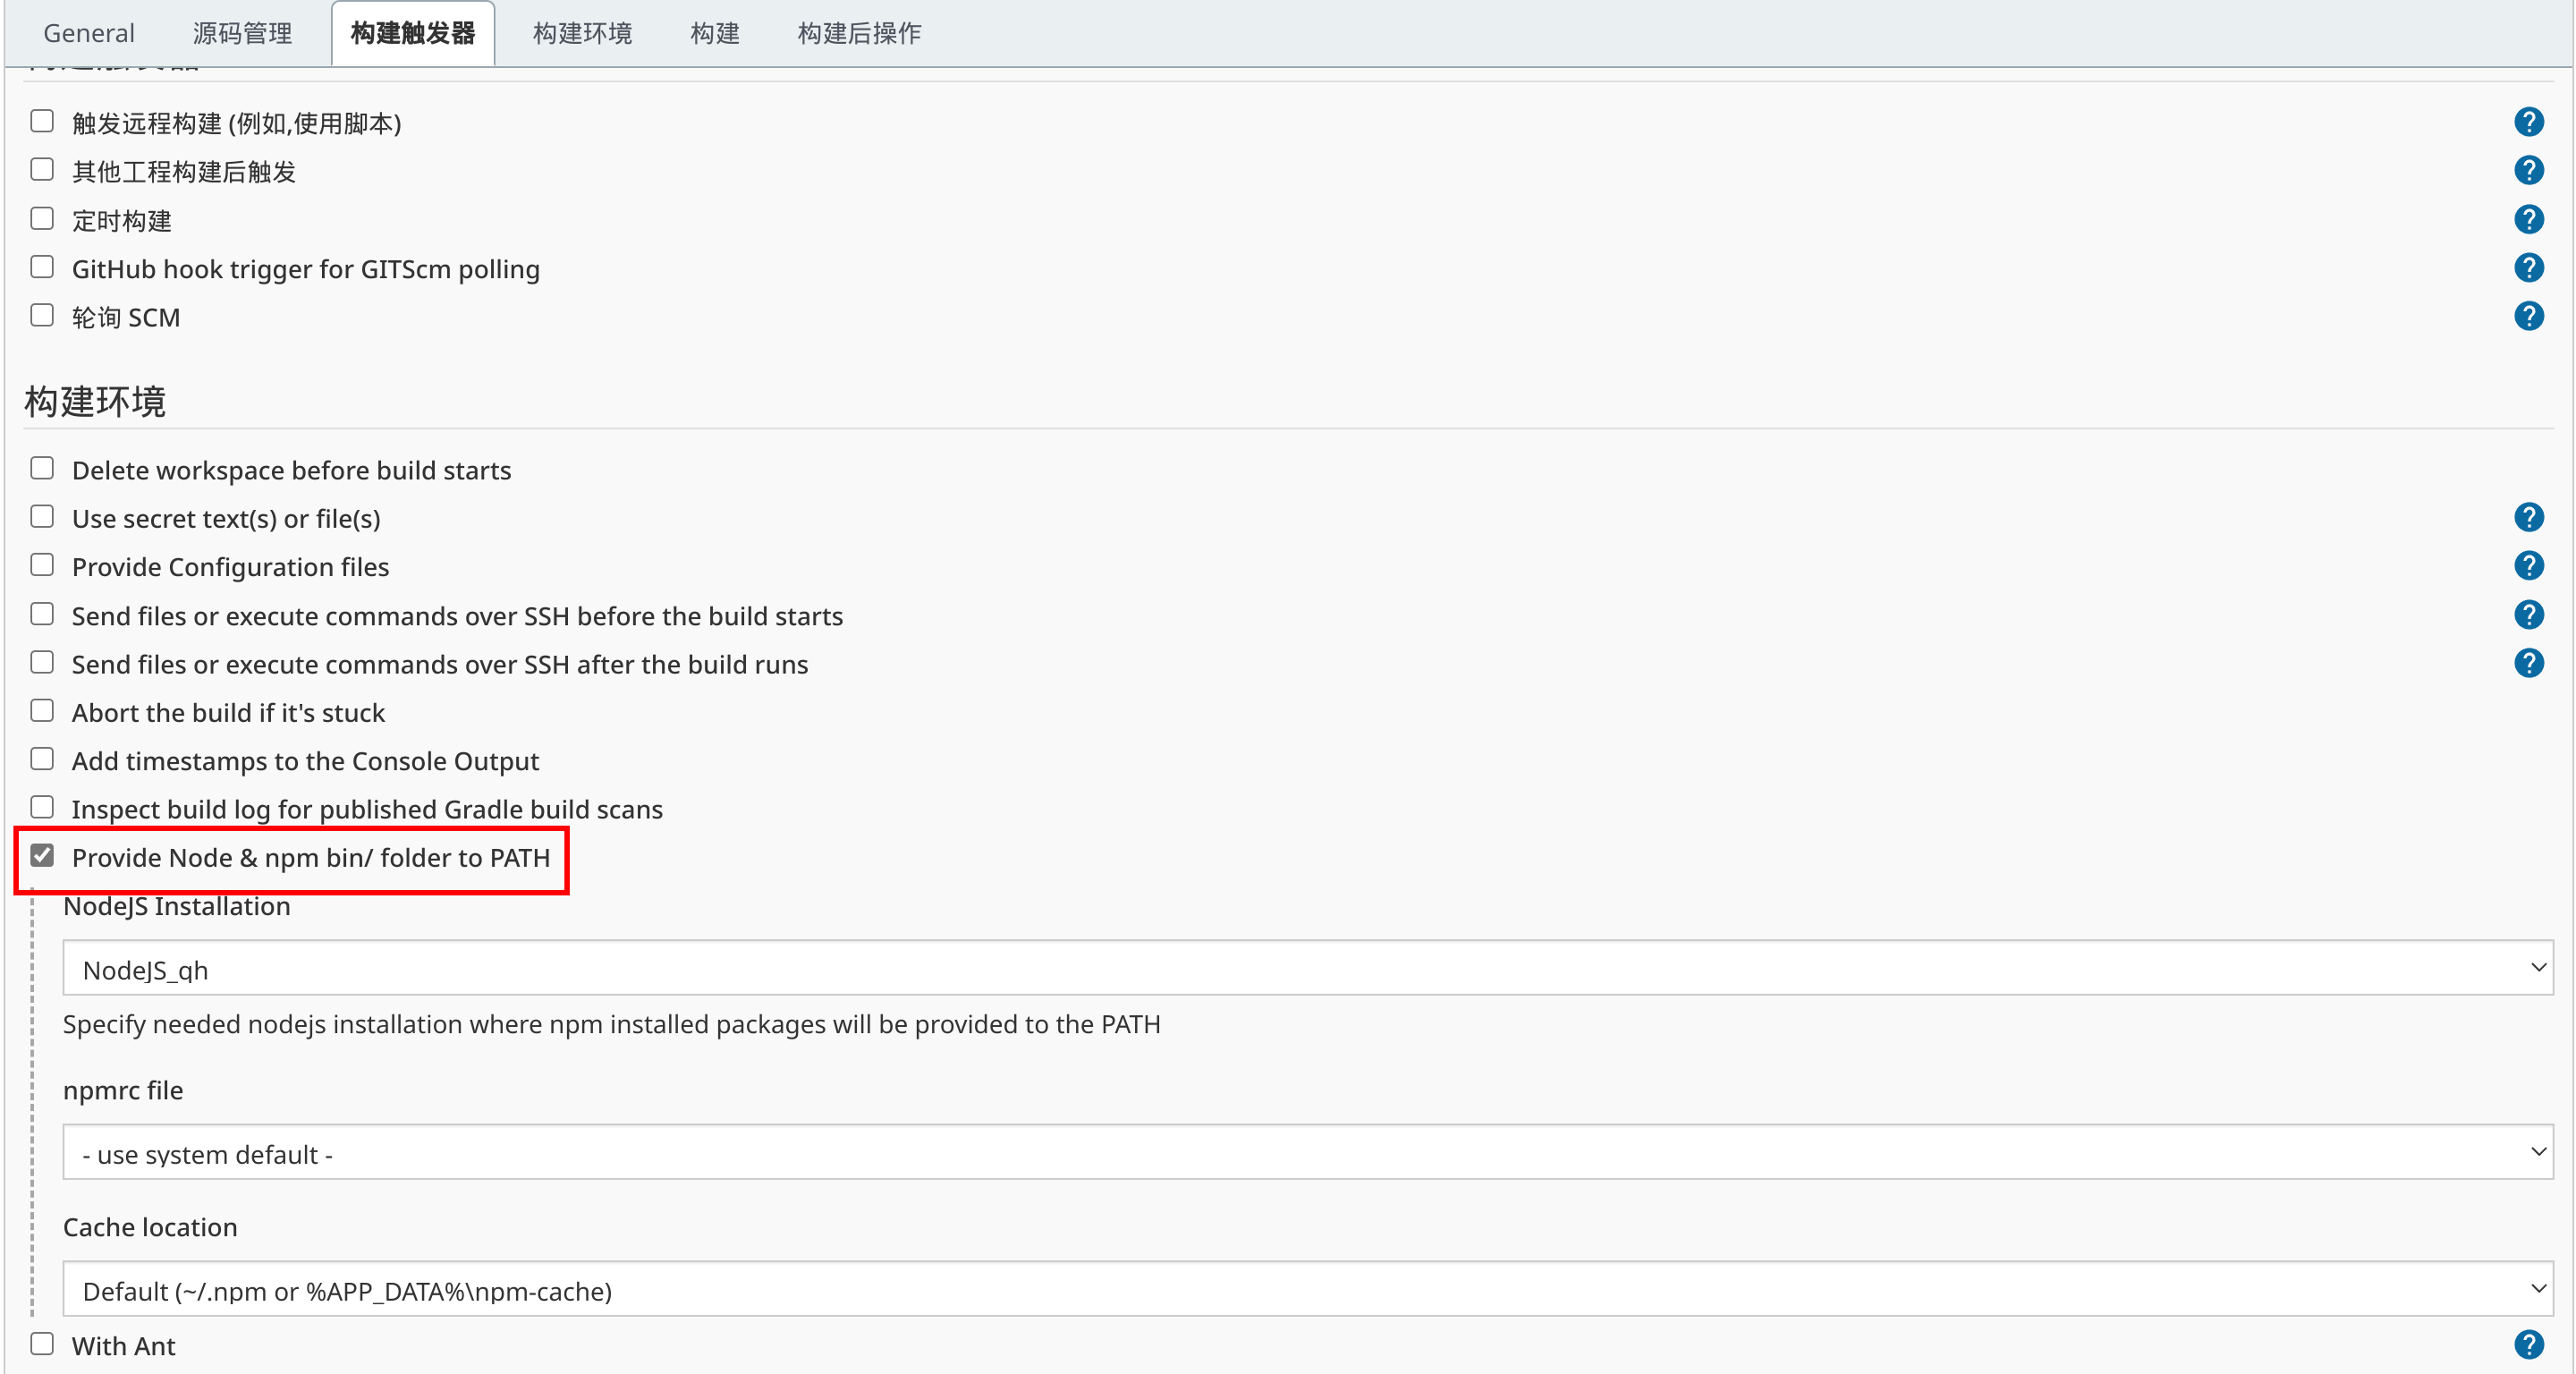 General 源码管理 构建触发器 构建环境 构建 构建后操作
触发远程构建 (例如,使用脚本)
其他工程构建后触发
定时构建
GitHub hook trigger for GITScm polling
轮询 SCM
构建环境
Delete workspace before build starts
Use secret text(s) or file(s)
Provide Configuration files
Send files or execute commands over SSH before the build starts
Send files or execute commands over SSH after the build runs
Abort the build if it's stuck
Add timestamps to the Console Output
Inspect build log for published Gradle build scans
Provide Node & npm bin/ folder to PATH
NodeJS Installation
NodeJS_qh
Specify needed nodejs installation where npm installed packages will be provided to the PATH
npmrc file
- use system default -
Cache location
Default (~/.npm or %APP_DATA%\npm-cache)
With Ant